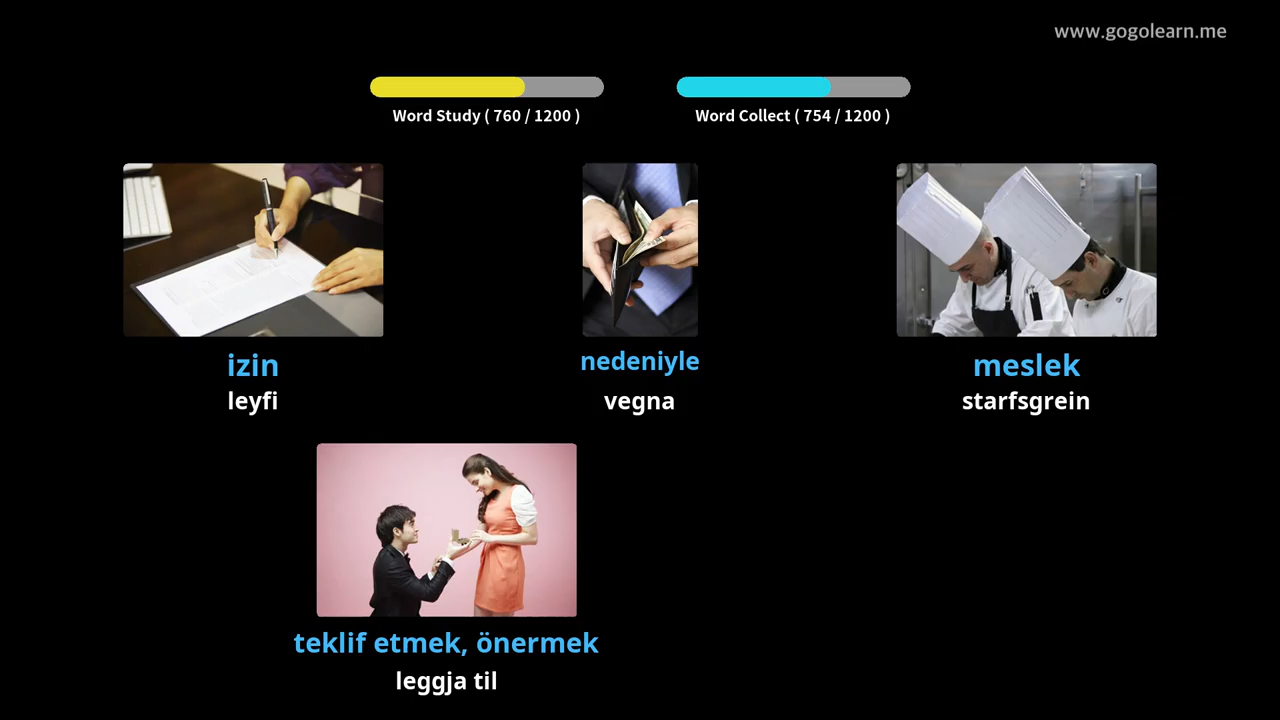 www.gogolearn.me
Word Study ( 760 / 1200 )
Word Collect ( 754 / 1200 )
izin
leyfi
nedeniyle
vegna
meslek
starfsgrein
teklif etmek, önermek
leggja til